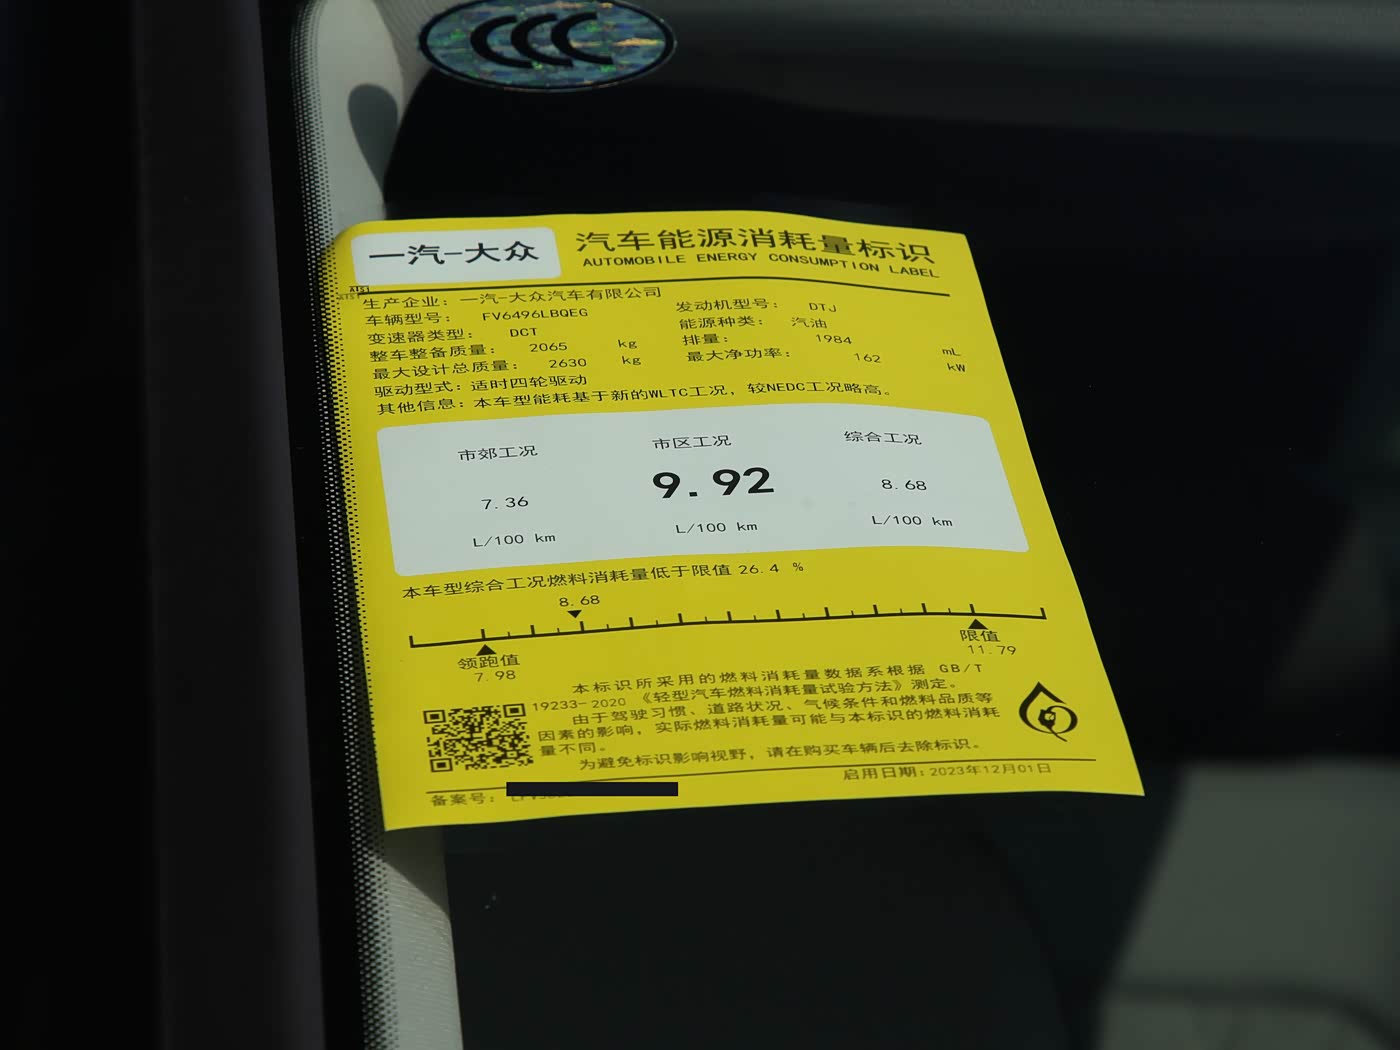 CCC
一汽-大众
汽车能源消耗量标识
AUTOMOBILE ENERGY CONSUMPTION LABEL
生产企业：一汽-大众汽车有限公司
车辆型号： FV6496LBQEG
发动机型号： DTJ
变速器类型： DCT
能源种类： 汽油
整车整备质量： 2065 kg
排量： 1984 mL
最大设计总质量： 2630 kg
最大净功率： 162 kW
驱动型式：适时四轮驱动
其他信息：本车型能耗基于新的WLTC工况，较NEDC工况略高。
市郊工况 市区工况 综合工况
7.36 9.92 8.68
L/100 km L/100 km L/100 km
本车型综合工况燃料消耗量低于限值 26.4 %
8.68
领跑值 限值
7.98 11.79
本标识所采用的燃料消耗量数据系根据 GB/T
19233-2020 《轻型汽车燃料消耗量试验方法》测定。
由于驾驶习惯、道路状况、气候条件和燃料品质等
因素的影响，实际燃料消耗量可能与本标识的燃料消耗
量不同。
为避免标识影响视野，请在购买车辆后去除标识。
备案号：
启用日期：2023年12月01日